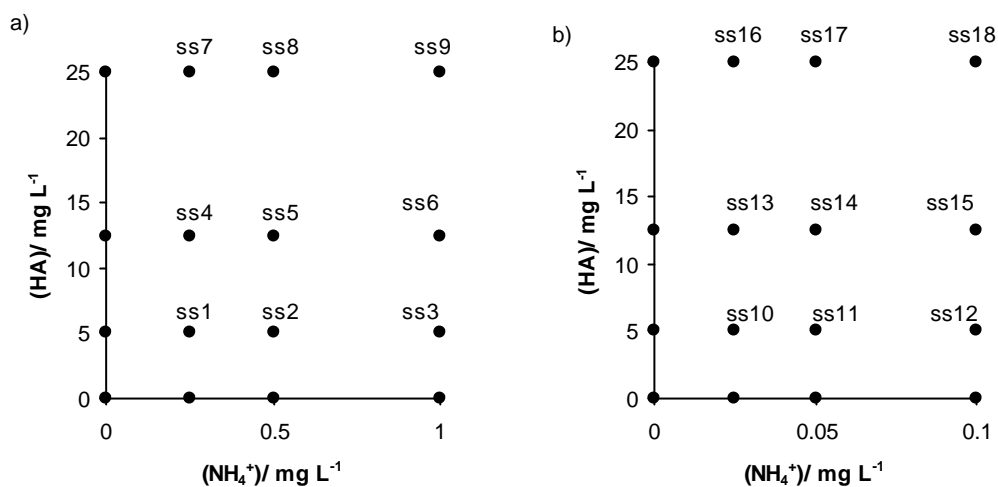 a)
ss7 ss8 ss9
25
20
15
ss4 ss5 ss6
10
ss1 ss2 ss3
5
0
0 0.5 1
(HA)/ mg L⁻¹
(NH₄⁺)/ mg L⁻¹
b)
ss16 ss17 ss18
25
20
15
ss13 ss14 ss15
10
ss10 ss11 ss12
5
0
0 0.05 0.1
(HA)/ mg L⁻¹
(NH₄⁺)/ mg L⁻¹